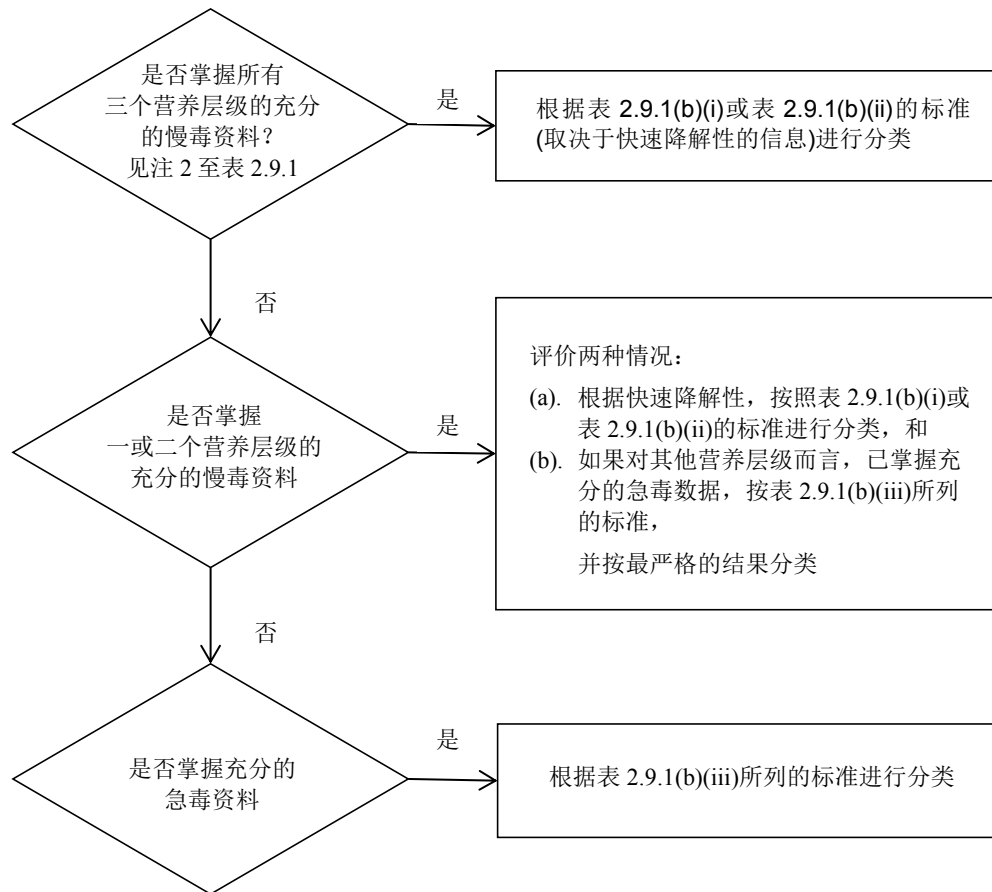 是否掌握所有
三个营养层级的充分
的慢毒资料？
见注 2 至表 2.9.1
是
根据表 2.9.1(b)(i)或表 2.9.1(b)(ii)的标准
(取决于快速降解性的信息)进行分类
否
是否掌握
一或二个营养层级的
充分的慢毒资料
是
评价两种情况：
(a). 根据快速降解性，按照表 2.9.1(b)(i)或
表 2.9.1(b)(ii)的标准进行分类，和
(b). 如果对其他营养层级而言，已掌握充
分的急毒数据，按表 2.9.1(b)(iii)所列
的标准，
并按最严格的结果分类
否
是否掌握充分的
急毒资料
是
根据表 2.9.1(b)(iii)所列的标准进行分类